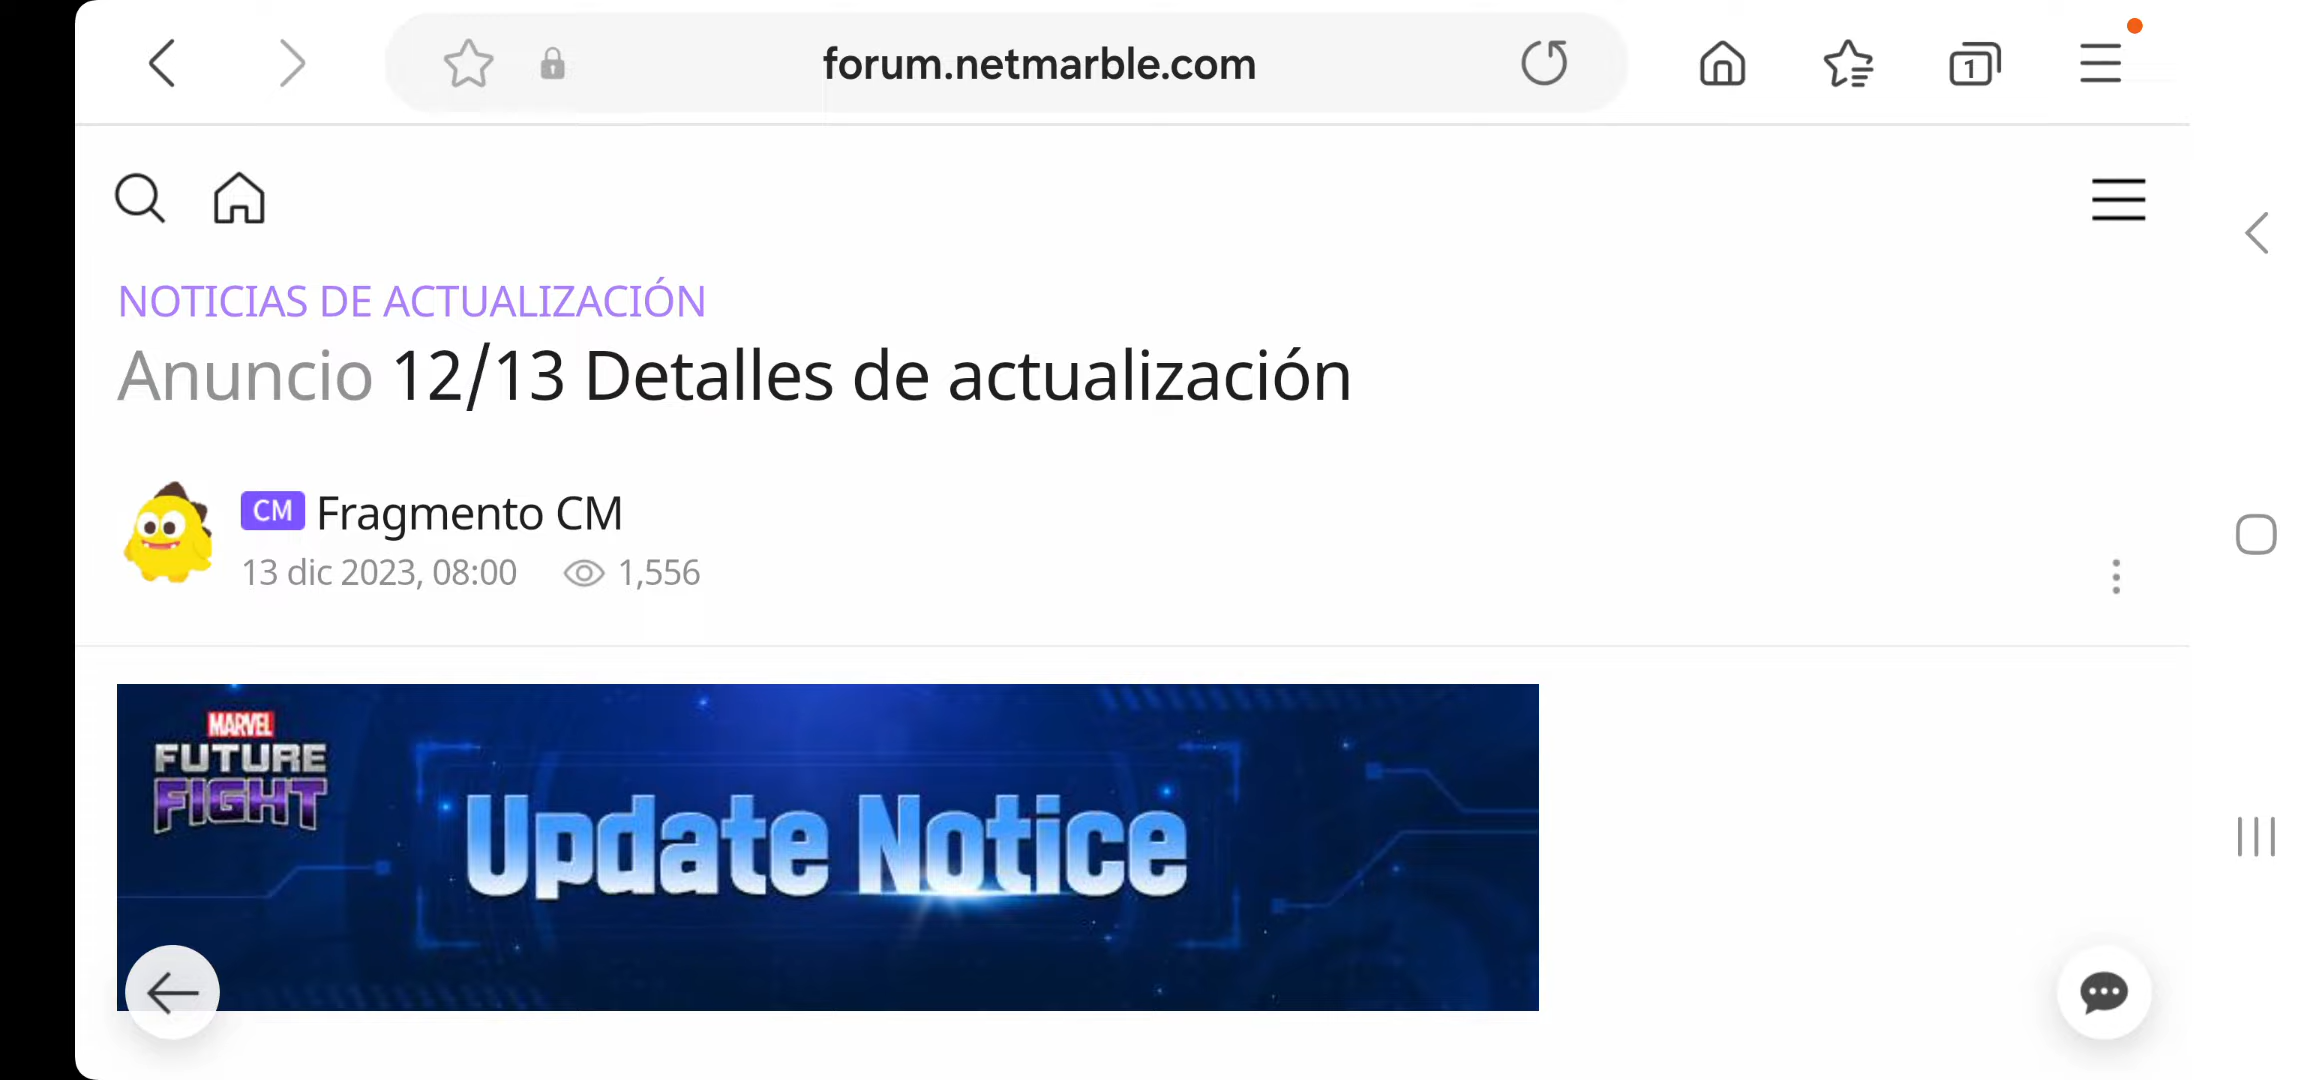 forum.netmarble.com
1
NOTICIAS DE ACTUALIZACIÓN
Anuncio 12/13 Detalles de actualización
CM Fragmento CM
13 dic 2023, 08:00 1,556
MARVEL
FUTURE
FIGHT
Update Notice